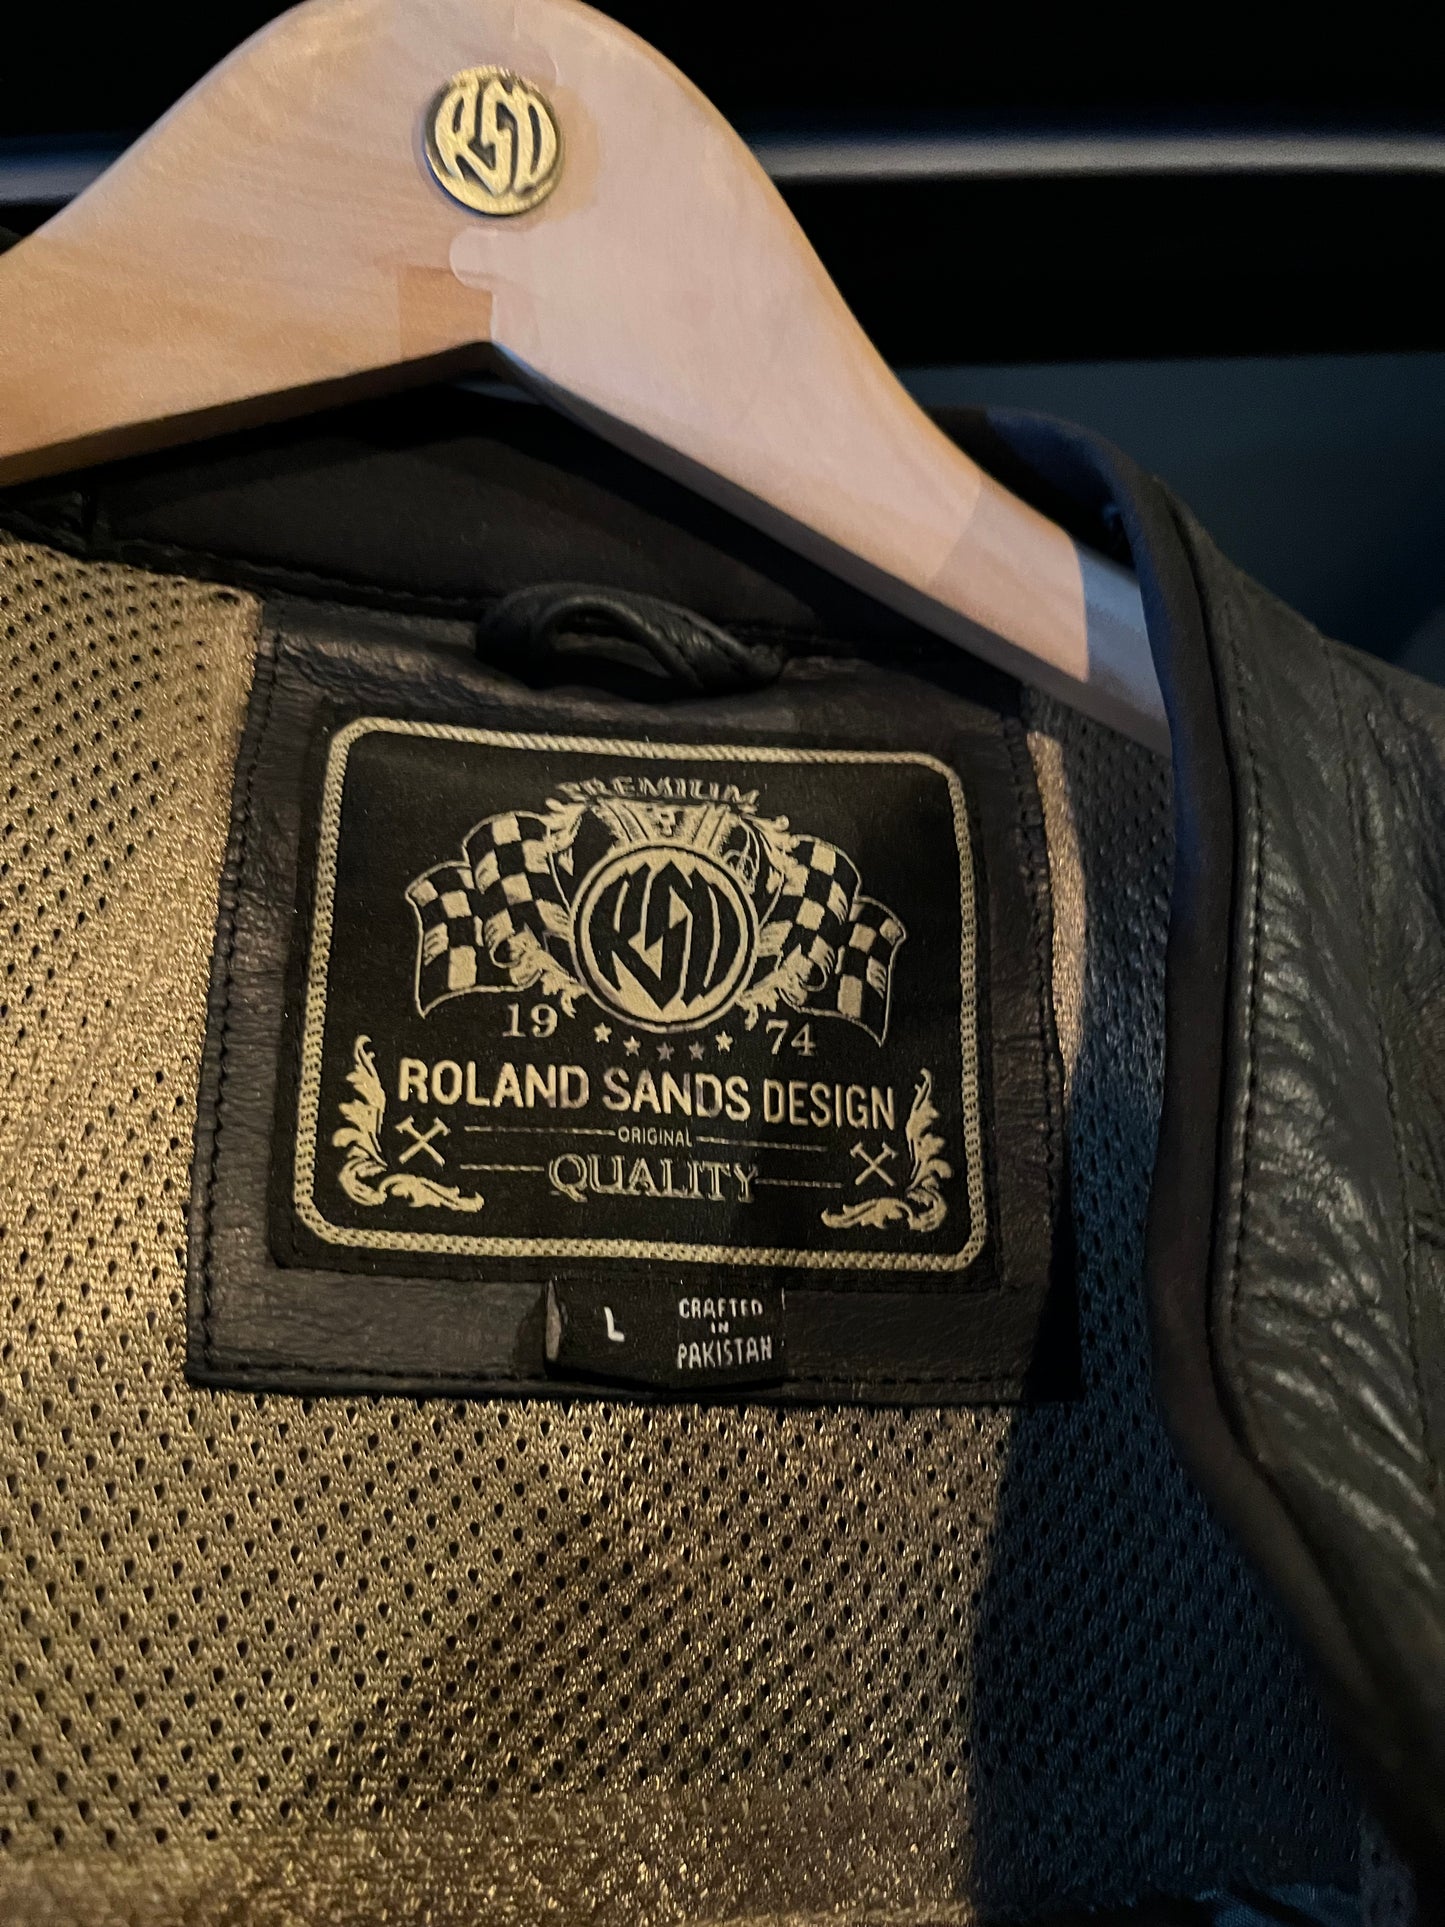 RSD
PREMIUM
RSD
19 74
ROLAND SANDS DESIGN
ORIGINAL
QUALITY
L
CRAFTED
IN
PAKISTAN